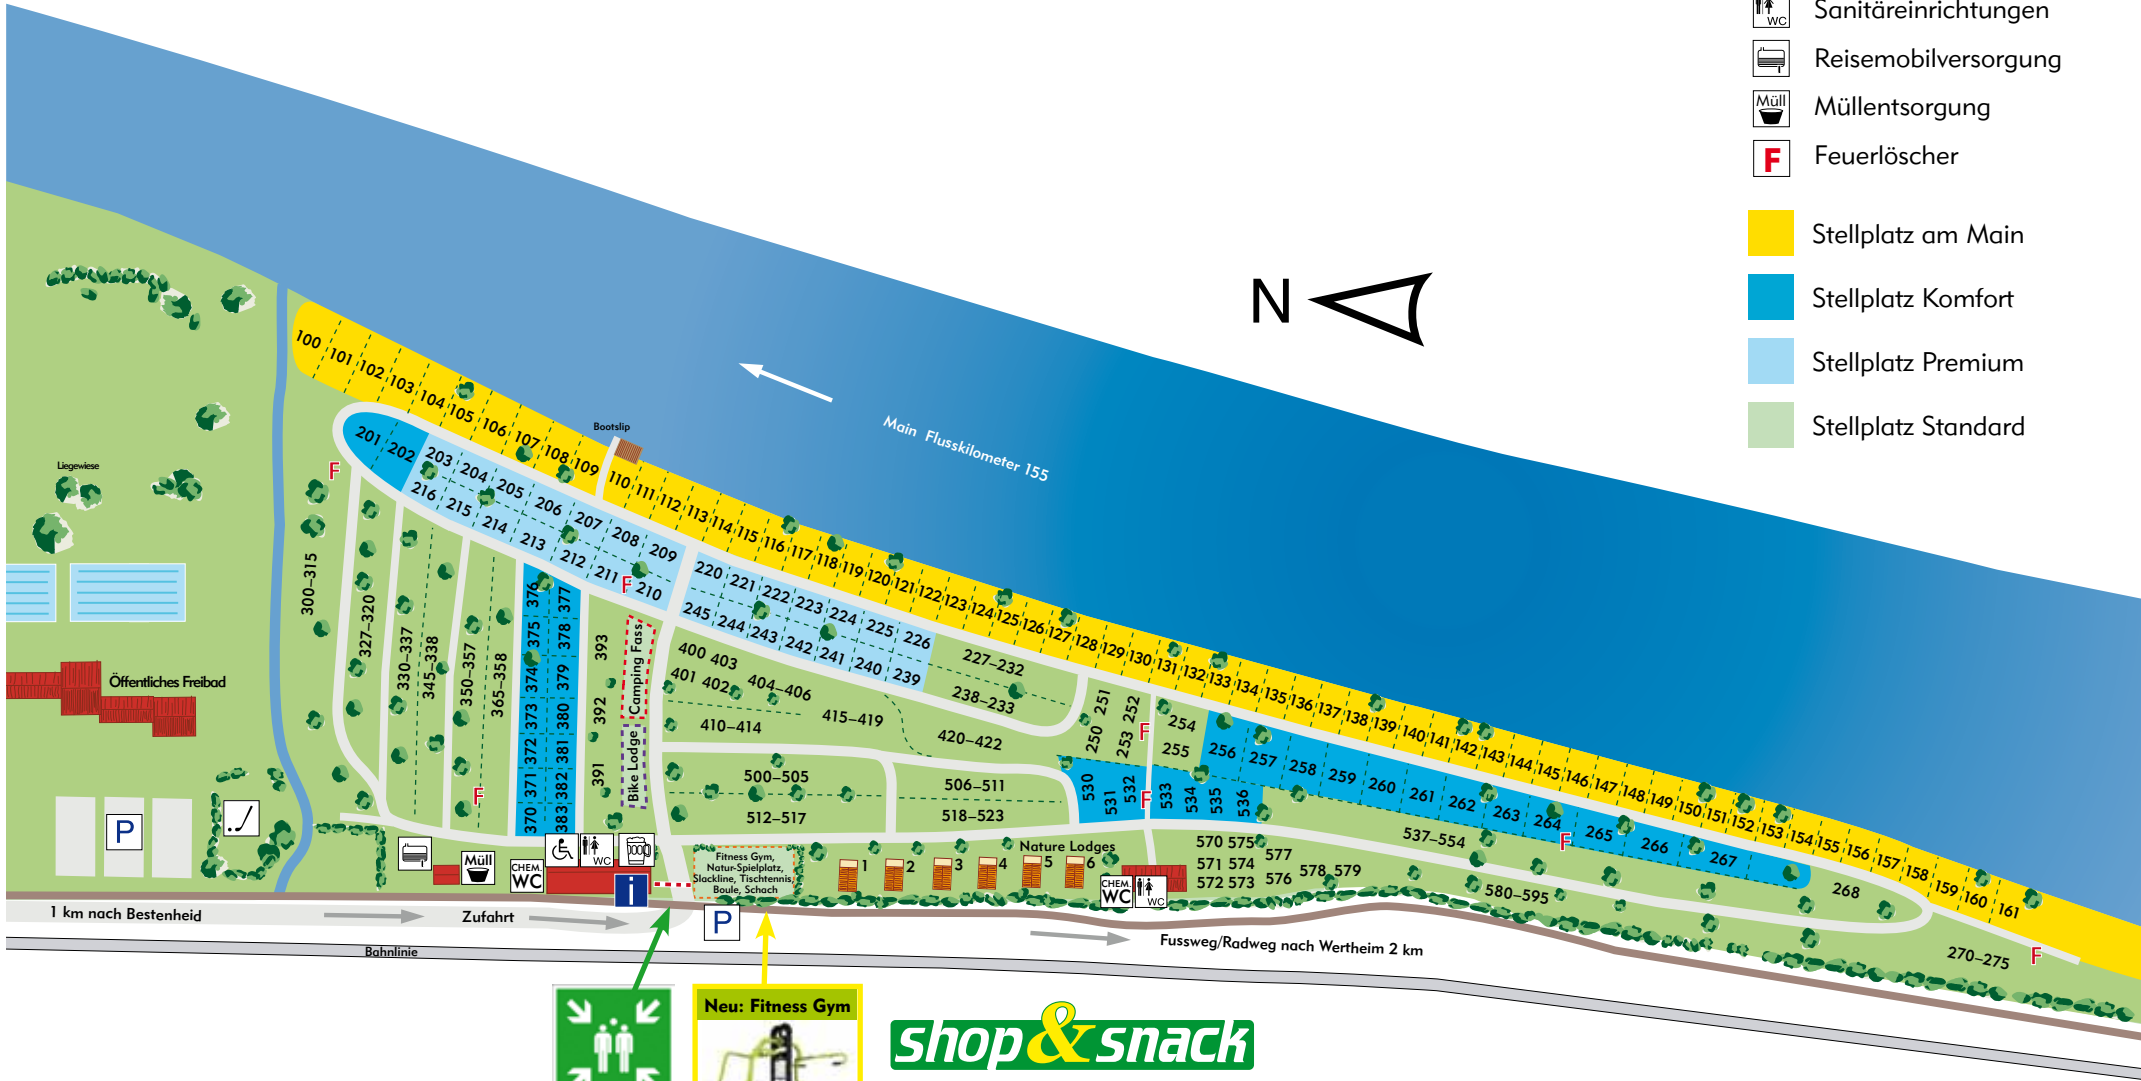 WC
Sanitäreinrichtungen
Reisemobilversorgung
Müll
Müllentsorgung
F
Feuerlöscher
Stellplatz am Main
Stellplatz Komfort
Stellplatz Premium
Stellplatz Standard
N
Main Flusskilometer 155
Bootslip
Liegewiese
Öffentliches Freibad
P
100 101 102 103 104 105 106 107 108 109
110 111 112 113 114 115 116 117 118 119 120 121 122 123 124 125 126 127 128 129 130 131 132 133 134 135 136 137 138 139 140 141 142 143 144 145 146 147 148 149 150 151 152 153 154 155 156 157 158 159 160 161
201 202 203 204 205 206 207 208 209
216 215 214 213 212 211 210
F
F
220 221 222 223 224 225 226
245 244 243 242 241 240 239
227–232
238–233
250 251
253 252
F
254
255
256 257 258 259 260 261 262 263 264 265 266 267
268
F
270–275
F
300–315
327–320
330–337
345–338
350–357
365–358
F
376 377
375 378
374 379
373 380
372 381
371 382
370 383
393
392
391
Camping Fass
Bike Lodge
400 403
401 402
404–406
410–414
415–419
420–422
500–505
506–511
512–517
518–523
530 531 532 533 534 535 536
F
537–554
570 575
571 574
572 573
577
576
578 579
580–595
Nature Lodges
1 2 3 4 5 6
CHEM.
WC
WC
Müll
CHEM.
WC
WC
i
Fitness Gym,
Natur-Spielplatz,
Slackline, Tischtennis,
Boule, Schach
P
1 km nach Bestenheid
Zufahrt
Bahnlinie
Fussweg/Radweg nach Wertheim 2 km
Neu: Fitness Gym
shop & snack